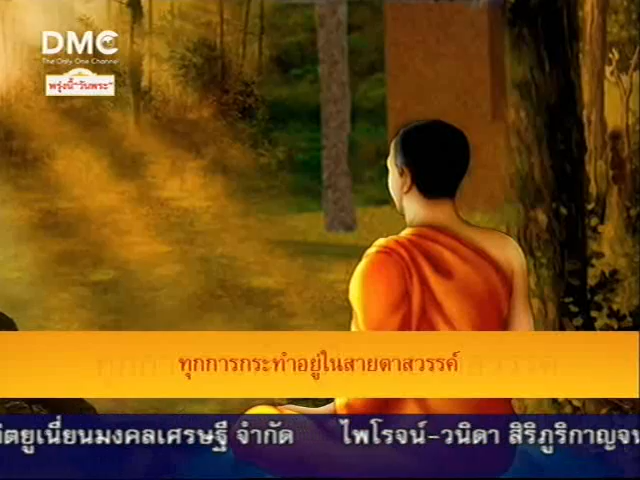 DMC
The Only One Channel
พรุ่งนี้"วันพระ"
ทุกการกระทำอยู่ในสายตาสวรรค์
ยูเนี่ยนมงคลเศรษฐี จำกัด ไพโรจน์-วนิดา สิริภูริกาญจน